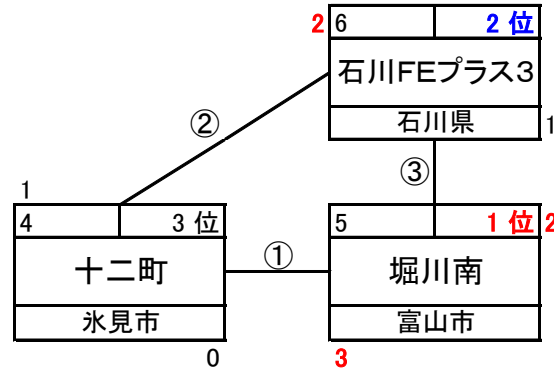 2 6 2 位
石川FEプラス3
石川県 1
②
③
1
4 3 位
十二町
氷見市
0
①
5 1 位 2
堀川南
富山市
3